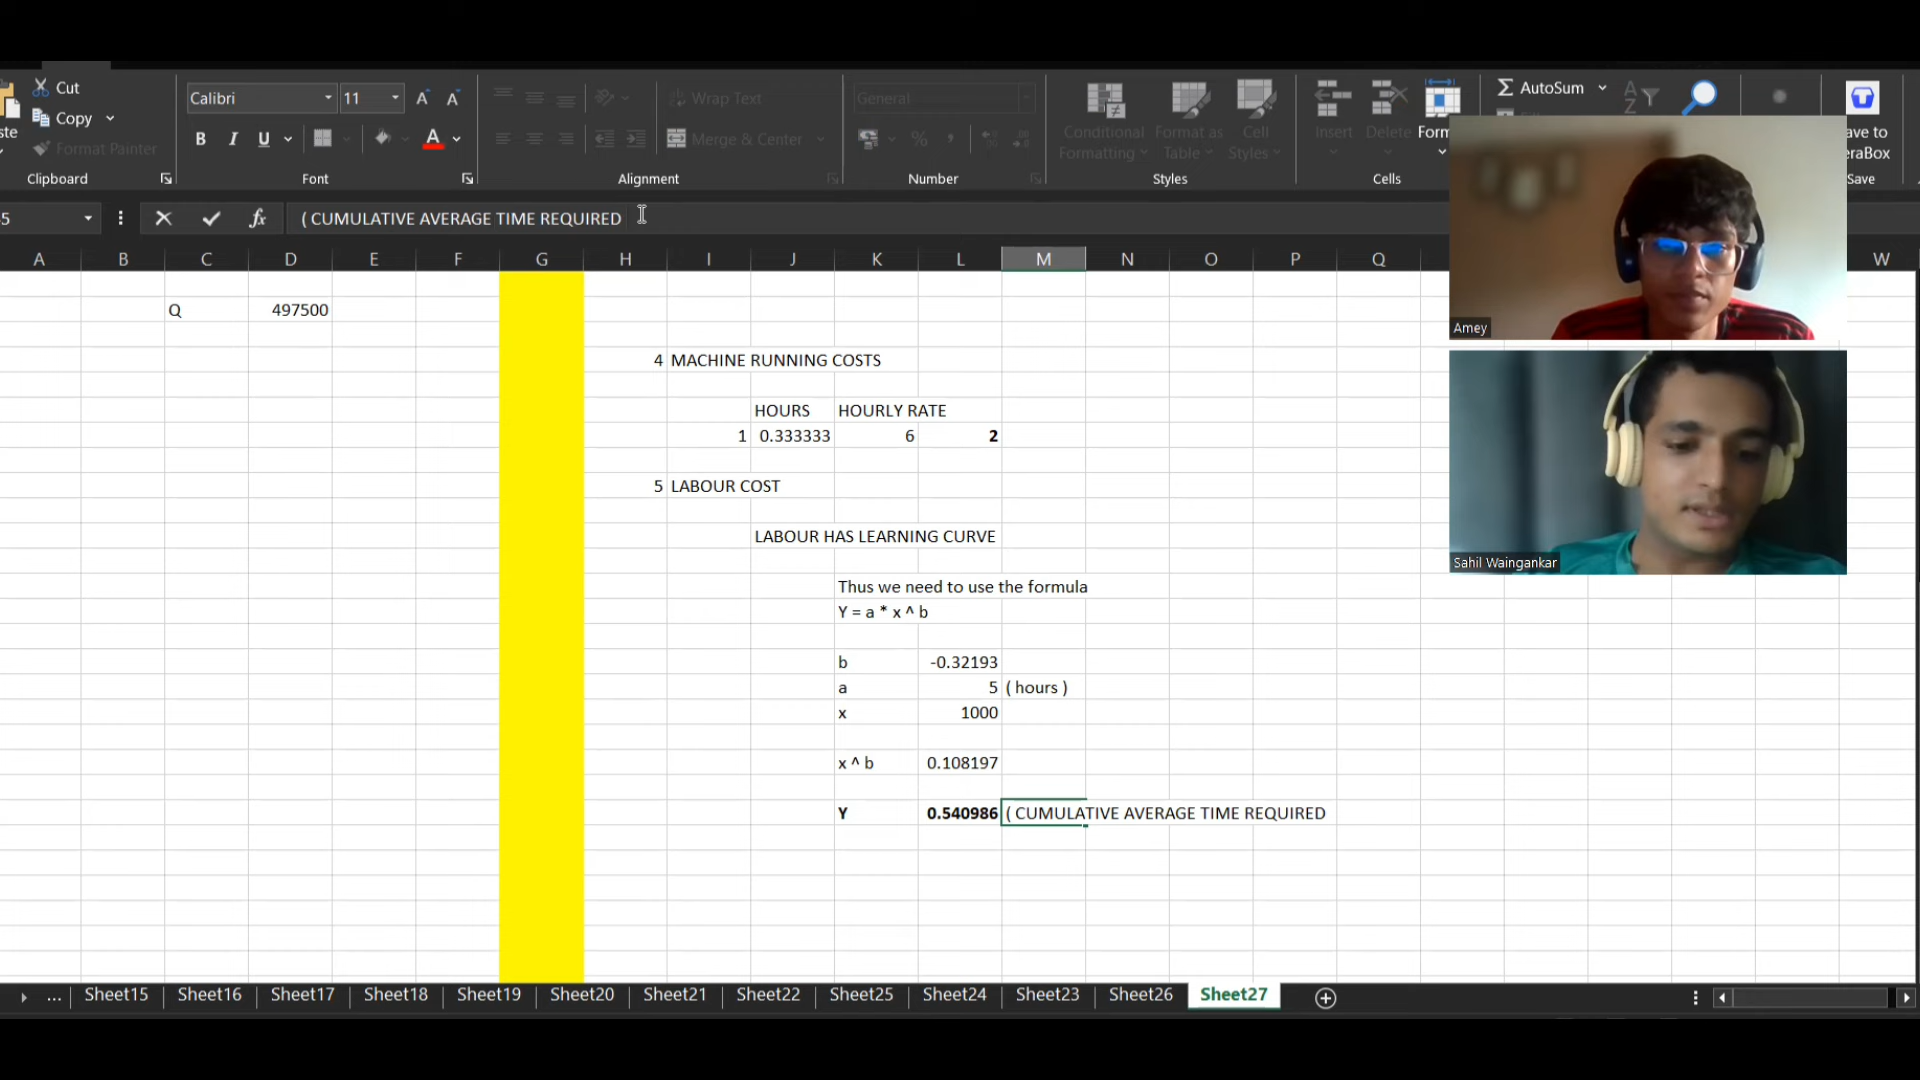 Cut
Copy
Format Painter
Clipboard
Calibri
11
A
A
B
I
U
A
Font
Wrap Text
Merge & Center
Alignment
General
%
Number
Conditional
Formatting
Format as
Table
Cell
Styles
Styles
Insert
Delete
Form
Cells
AutoSum
A
Z
Save
5
fx
( CUMULATIVE AVERAGE TIME REQUIRED
A B C D E F G H I J K L M N O P Q W
Q 497500
4 MACHINE RUNNING COSTS
HOURS HOURLY RATE
1 0.333333 6 2
5 LABOUR COST
LABOUR HAS LEARNING CURVE
Thus we need to use the formula
Y = a * x ^ b
b -0.32193
a 5 ( hours )
x 1000
x ^ b 0.108197
Y 0.540986 ( CUMULATIVE AVERAGE TIME REQUIRED
Amey
Sahil Waingankar
... Sheet15 Sheet16 Sheet17 Sheet18 Sheet19 Sheet20 Sheet21 Sheet22 Sheet25 Sheet24 Sheet23 Sheet26 Sheet27